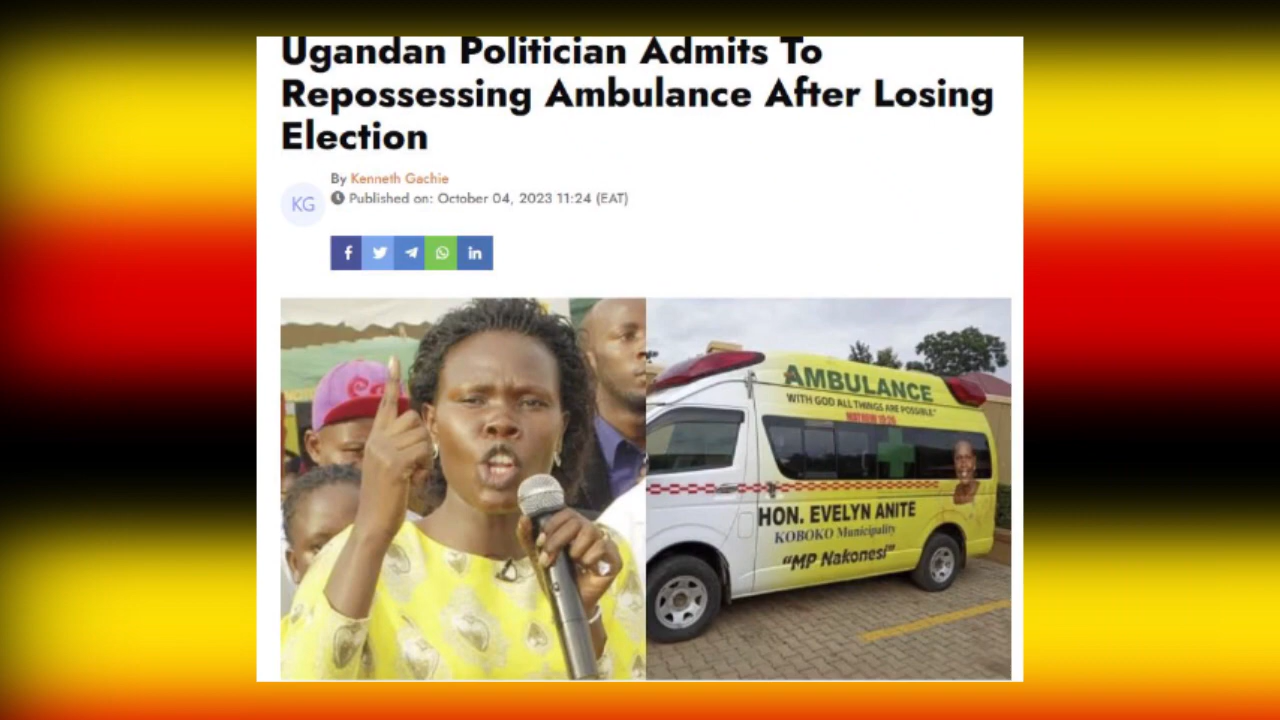 Ugandan Politician Admits To
Repossessing Ambulance After Losing
Election
By Kenneth Gachie
KG
Published on: October 04, 2023 11:24 (EAT)
AMBULANCE
WITH GOD ALL THINGS ARE POSSIBLE"
HON. EVELYN ANITE
KOBOKO Municipality
"MP Nakonesi"